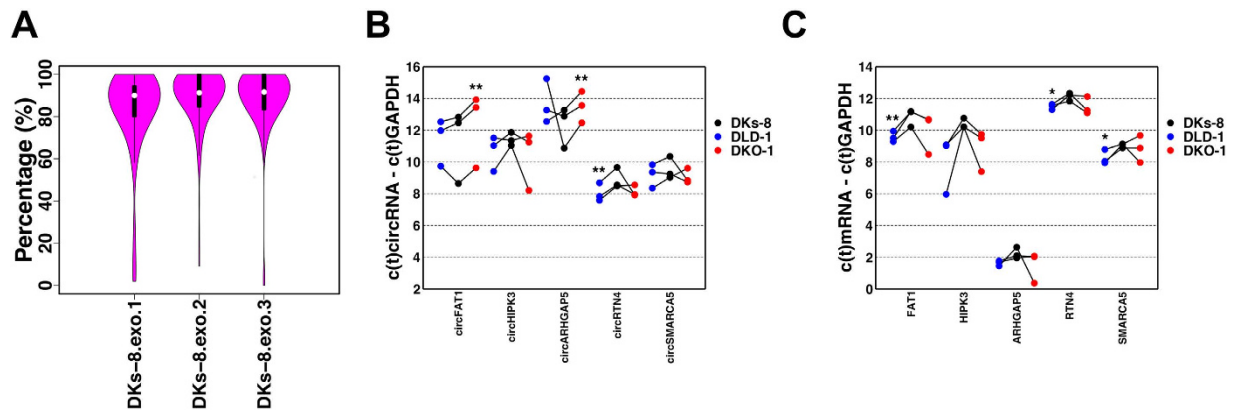 A
Percentage (%)
100
80
60
40
20
0
DKs-8.exo.1
DKs-8.exo.2
DKs-8.exo.3
B
c(t)circRNA - c(t)GAPDH
16
14
12
10
8
6
4
2
**
**
**
circFAT1
circHIPK3
circARHGAP5
circRTN4
circSMARCA5
DKs-8
DLD-1
DKO-1
C
c(t)mRNA - c(t)GAPDH
14
12
10
8
6
4
2
0
**
*
*
FAT1
HIPK3
ARHGAP5
RTN4
SMARCA5
DKs-8
DLD-1
DKO-1